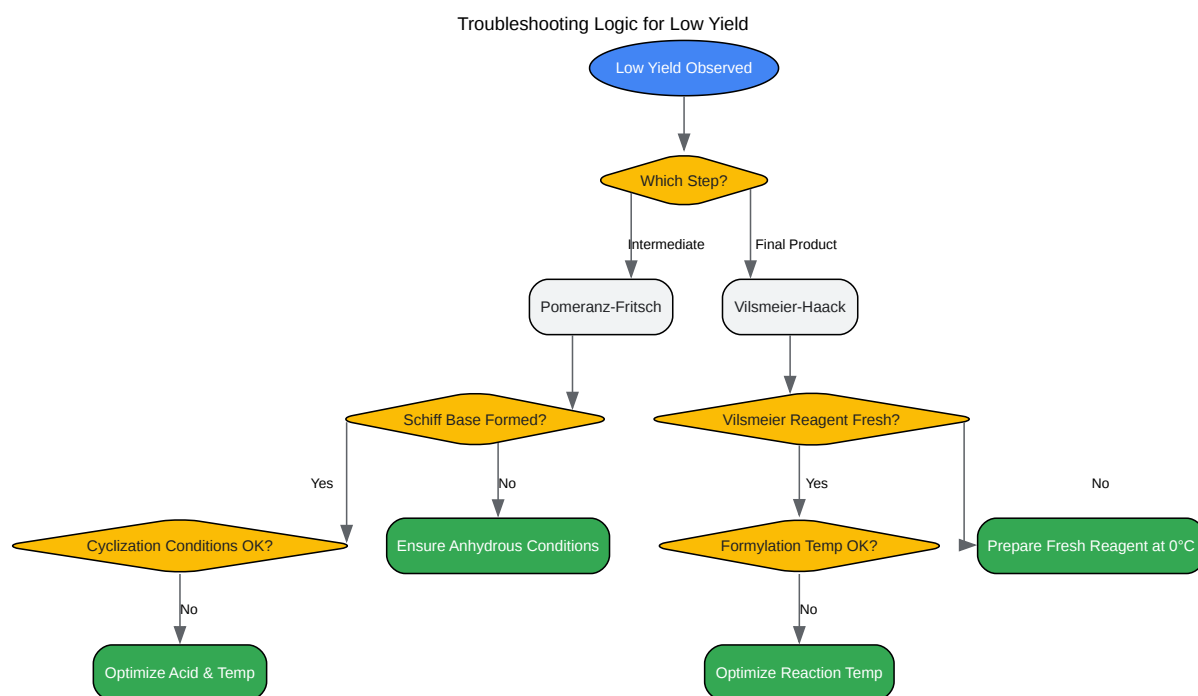 Troubleshooting Logic for Low Yield
Low Yield Observed
Which Step?
Intermediate
Final Product
Pomeranz-Fritsch
Vilsmeier-Haack
Schiff Base Formed?
Vilsmeier Reagent Fresh?
Yes
No
Yes
No
Cyclization Conditions OK?
Ensure Anhydrous Conditions
Formylation Temp OK?
Prepare Fresh Reagent at 0°C
No
No
Optimize Acid & Temp
Optimize Reaction Temp